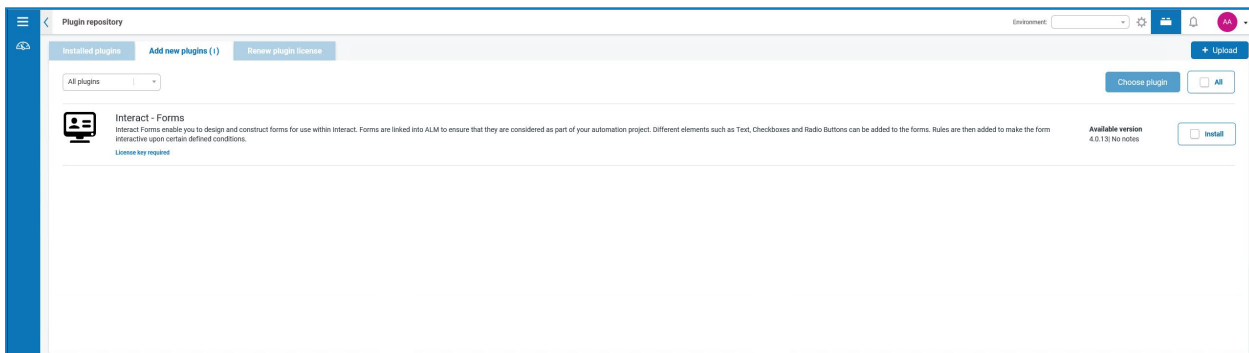 Plugin repository
Environment:
AA
Installed plugins
Add new plugins (1)
Renew plugin license
+ Upload
All plugins
Choose plugin
All
Interact - Forms
Interact Forms enable you to design and construct forms for use within Interact. Forms are linked into ALM to ensure that they are considered as part of your automation project. Different elements such as Text, Checkboxes and Radio Buttons can be added to the forms. Rules are then added to make the form
interactive upon certain defined conditions.
License key required
Available version
4.0.13| No notes
Install